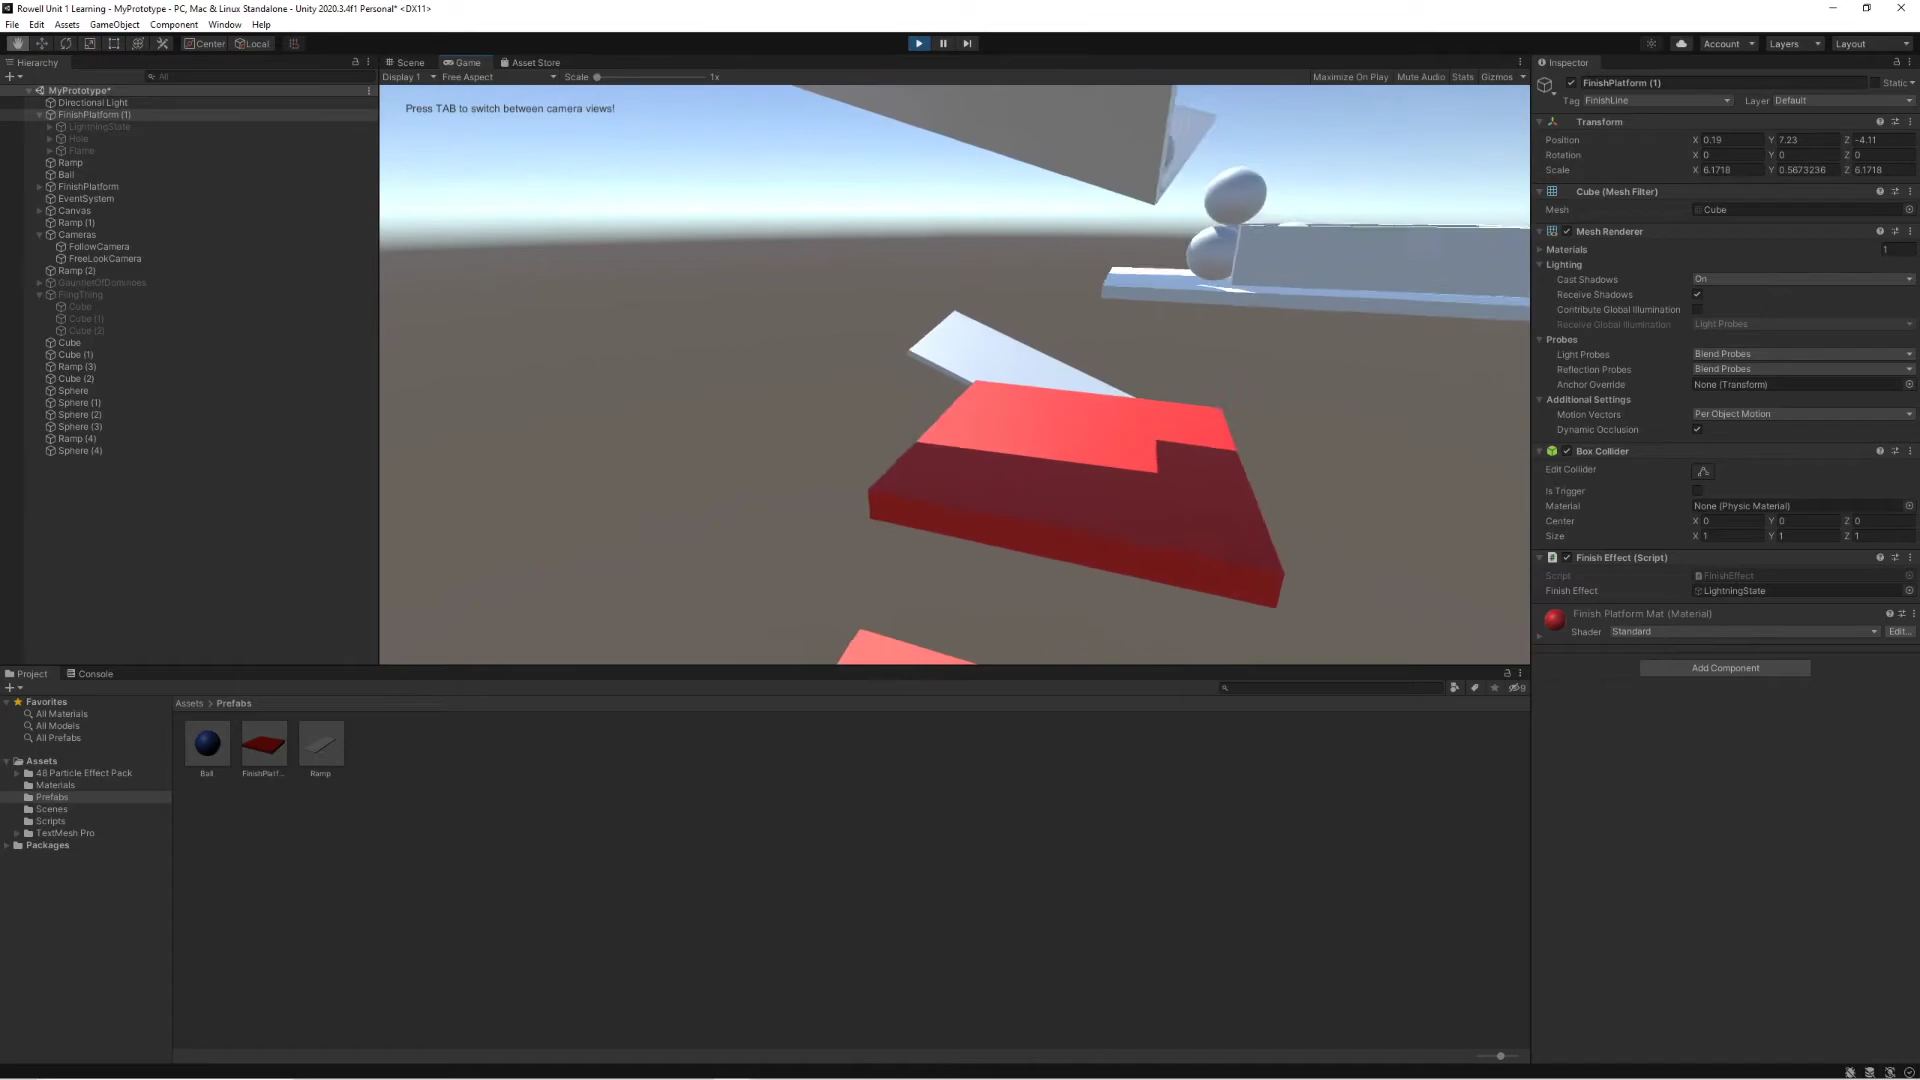 Rowell Unit 1 Learning - MyPrototype - PC, Mac & Linux Standalone - Unity 2020.3.4f1 Personal* <DX11>
File Edit Assets GameObject Component Window Help
Center Local Account Layers Layout
Hierarchy
All
MyPrototype*
Directional Light
FinishPlatform (1)
LightningState
Hole
Flame
Ramp
Ball
FinishPlatform
EventSystem
Canvas
Ramp (1)
Cameras
FollowCamera
FreeLookCamera
Ramp (2)
GauntletOfDominoes
FlingThing
Cube
Cube (1)
Cube (2)
Cube
Cube (1)
Ramp (3)
Cube (2)
Sphere
Sphere (1)
Sphere (2)
Sphere (3)
Ramp (4)
Sphere (4)
Scene Game Asset Store
Display 1 Free Aspect Scale 1x Maximize On Play Mute Audio Stats Gizmos
Press TAB to switch between camera views!
Inspector
FinishPlatform (1) Static
Tag FinishLine Layer Default
Transform
Position X 0.19 Y 7.23 Z -4.11
Rotation X 0 Y 0 Z 0
Scale X 6.1718 Y 0.5673236 Z 6.1718
Cube (Mesh Filter)
Mesh Cube
Mesh Renderer
Materials 1
Lighting
Cast Shadows On
Receive Shadows
Contribute Global Illumination
Receive Global Illumination Light Probes
Probes
Light Probes Blend Probes
Reflection Probes Blend Probes
Anchor Override None (Transform)
Additional Settings
Motion Vectors Per Object Motion
Dynamic Occlusion
Box Collider
Edit Collider
Is Trigger
Material None (Physic Material)
Center X 0 Y 0 Z 0
Size X 1 Y 1 Z 1
Finish Effect (Script)
Script FinishEffect
Finish Effect LightningState
Finish Platform Mat (Material)
Shader Standard Edit...
Add Component
Project Console
9
Favorites
All Materials
All Models
All Prefabs
Assets
48 Particle Effect Pack
Materials
Prefabs
Scenes
Scripts
TextMesh Pro
Packages
Assets > Prefabs
Ball FinishPlatf... Ramp